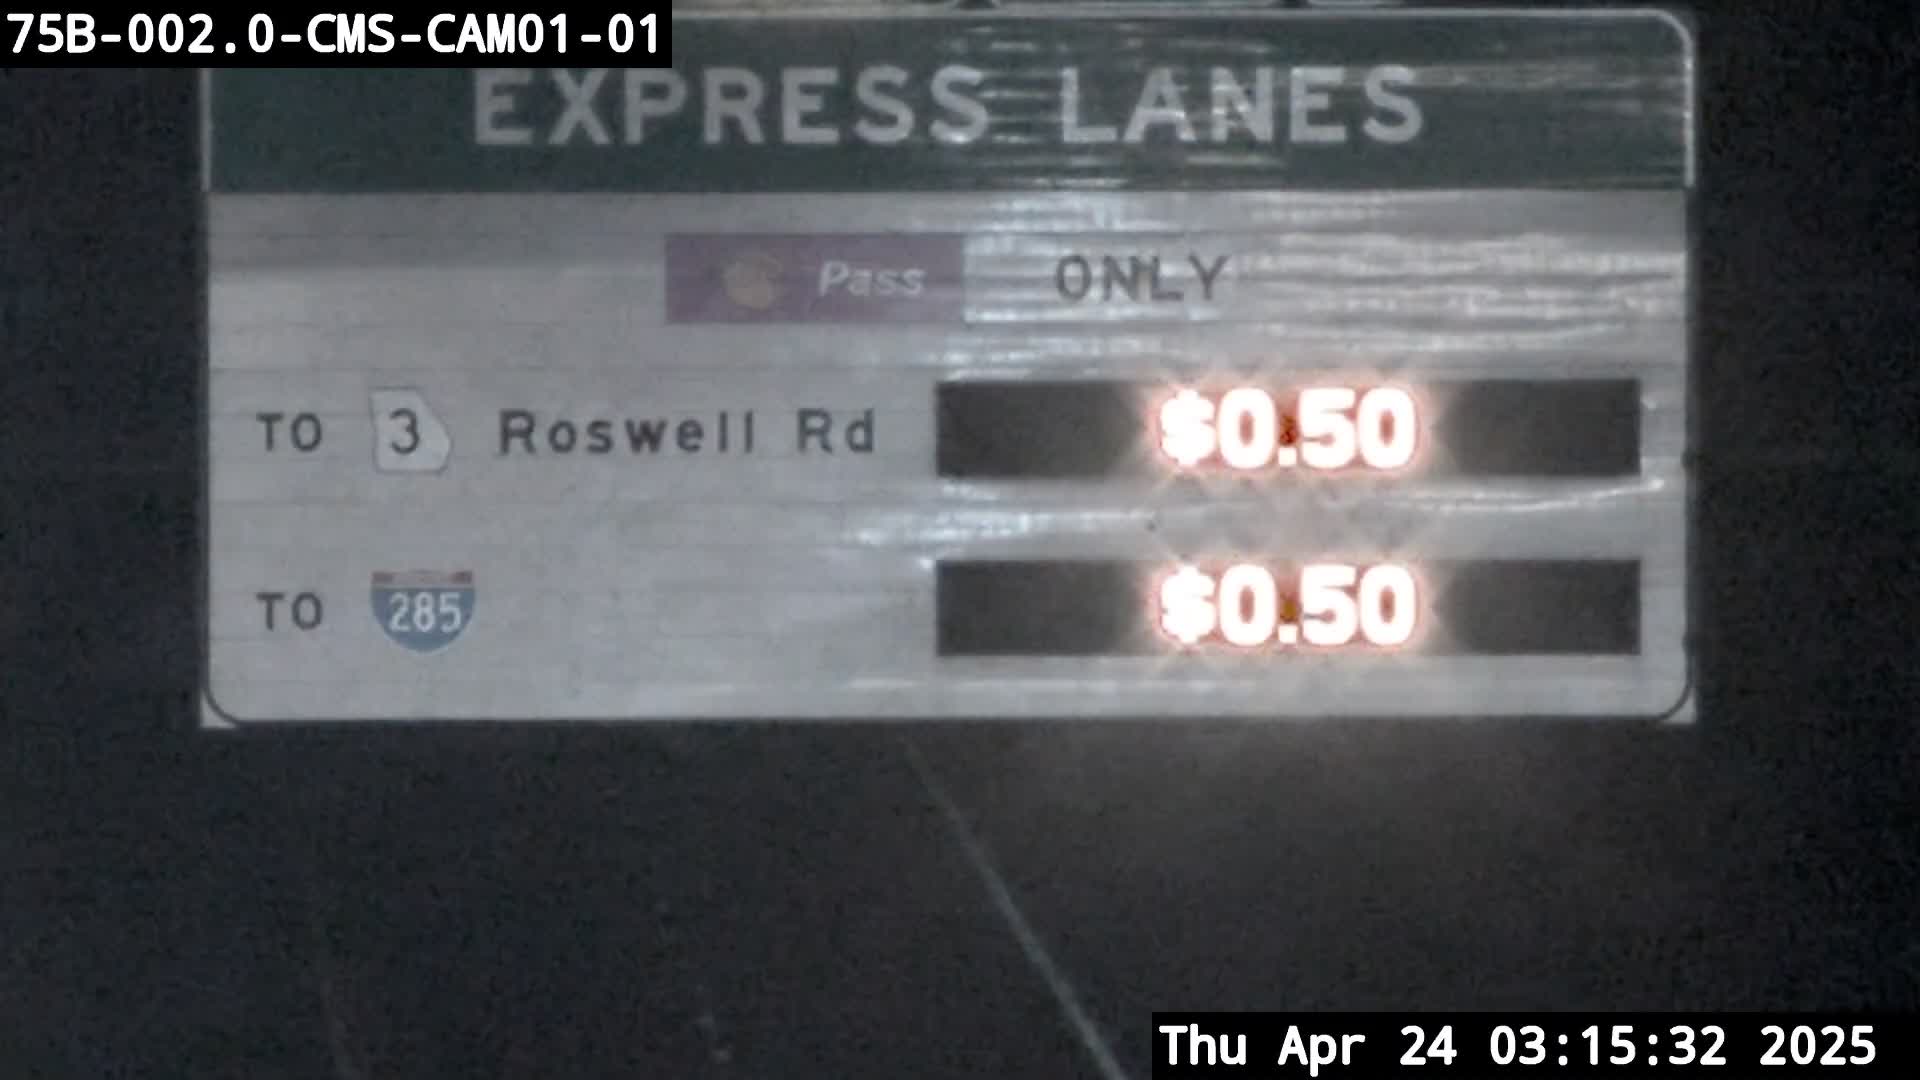 75B-002.0-CMS-CAM01-01
EXPRESS LANES
Pass ONLY
TO 3 Roswell Rd $0.50
TO 285 $0.50
Thu Apr 24 03:15:32 2025